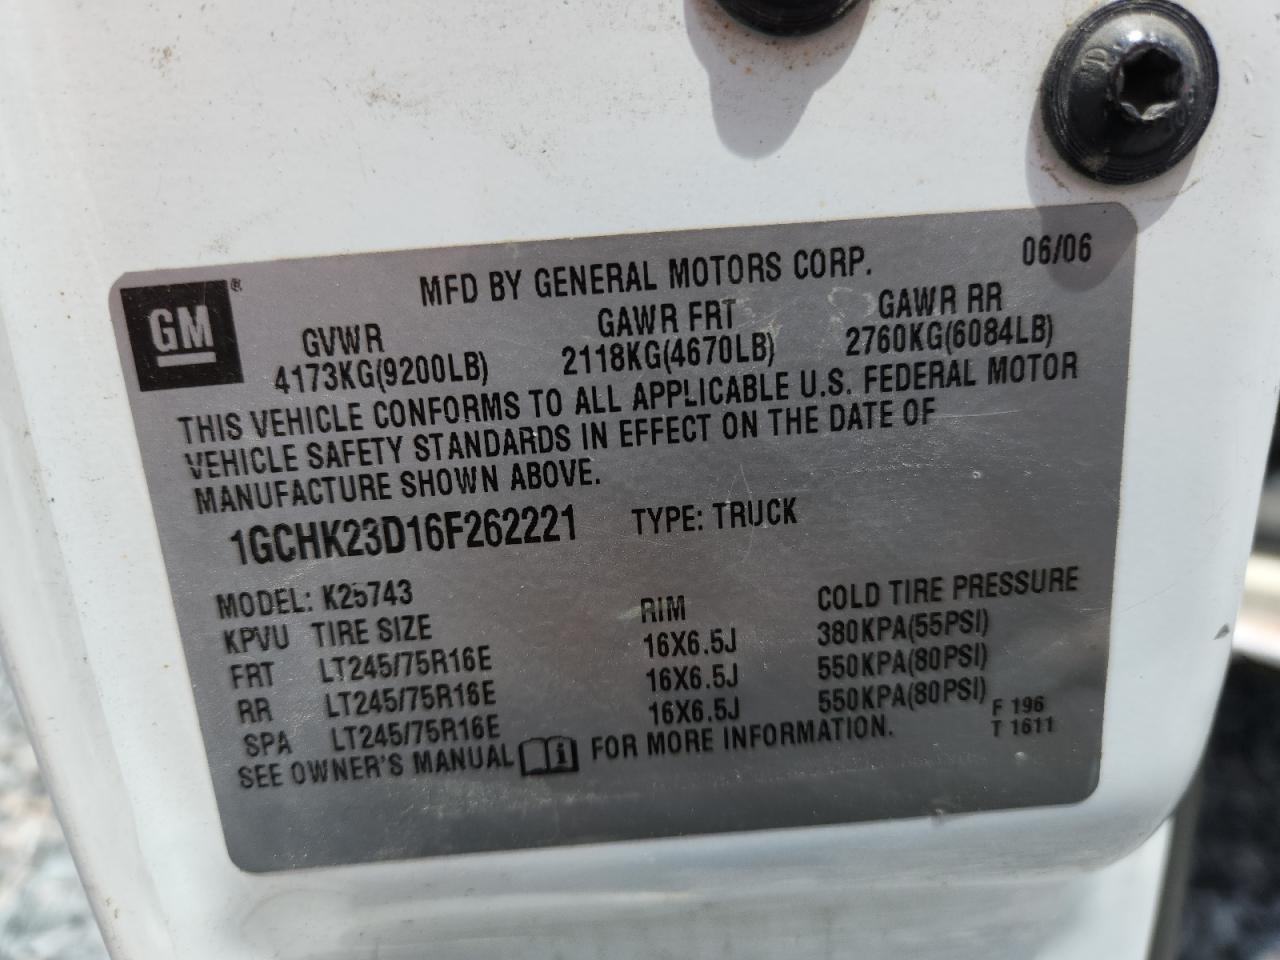 GM®
MFD BY GENERAL MOTORS CORP. 06/06
GVWR GAWR FRT GAWR RR
4173KG(9200LB) 2118KG(4670LB) 2760KG(6084LB)
THIS VEHICLE CONFORMS TO ALL APPLICABLE U.S. FEDERAL MOTOR
VEHICLE SAFETY STANDARDS IN EFFECT ON THE DATE OF
MANUFACTURE SHOWN ABOVE.
1GCHK23D16F262221 TYPE: TRUCK
MODEL: K25743
KPVU TIRE SIZE RIM COLD TIRE PRESSURE
FRT LT245/75R16E 16X6.5J 380KPA(55PSI)
RR LT245/75R16E 16X6.5J 550KPA(80PSI)
SPA LT245/75R16E 16X6.5J 550KPA(80PSI)
SEE OWNER'S MANUAL i FOR MORE INFORMATION.
F 196
T 1611